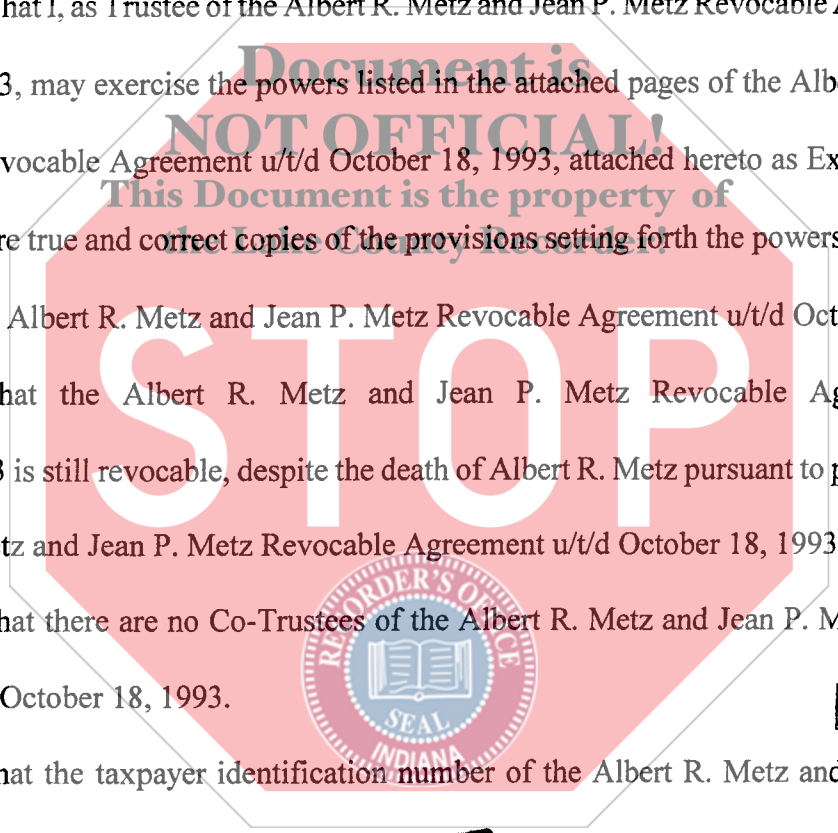 hat I, as Trustee of the Albert R. Metz and Jean P. Metz Revocable
Document is
3, may exercise the powers listed in the attached pages of the Alb
NOT OFFICIAL!
vocable Agreement u/t/d October 18, 1993, attached hereto as Ex
This Document is the property of
re true and correct copies of the provisions setting forth the powers
the Lake County Recorder!
Albert R. Metz and Jean P. Metz Revocable Agreement u/t/d Oct
STOP
hat the Albert R. Metz and Jean P. Metz Revocable Ag
3 is still revocable, despite the death of Albert R. Metz pursuant to p
tz and Jean P. Metz Revocable Agreement u/t/d October 18, 1993
RECORDER'S OFFICE
hat there are no Co-Trustees of the Albert R. Metz and Jean P. M
October 18, 1993.
SEAL
INDIANA
hat the taxpayer identification number of the Albert R. Metz and